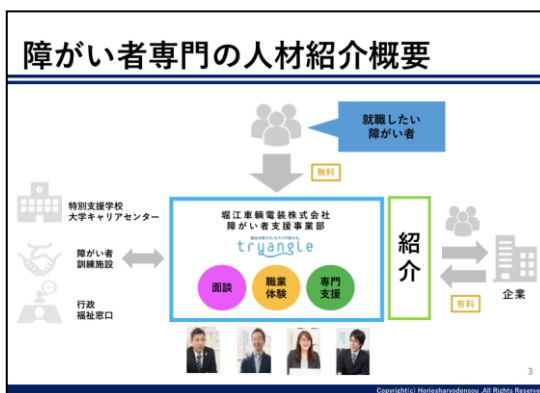 障がい者専門の人材紹介概要
就職したい
障がい者
無料
特別支援学校
大学キャリアセンター
障がい者
訓練施設
行政
福祉窓口
堀江車輌電装株式会社
障がい者支援事業部
tryangle
面談
職業
体験
専門
支援
紹介
有料
企業
3
Copyright(c) Horiesharyodensou .All Rights Reserve